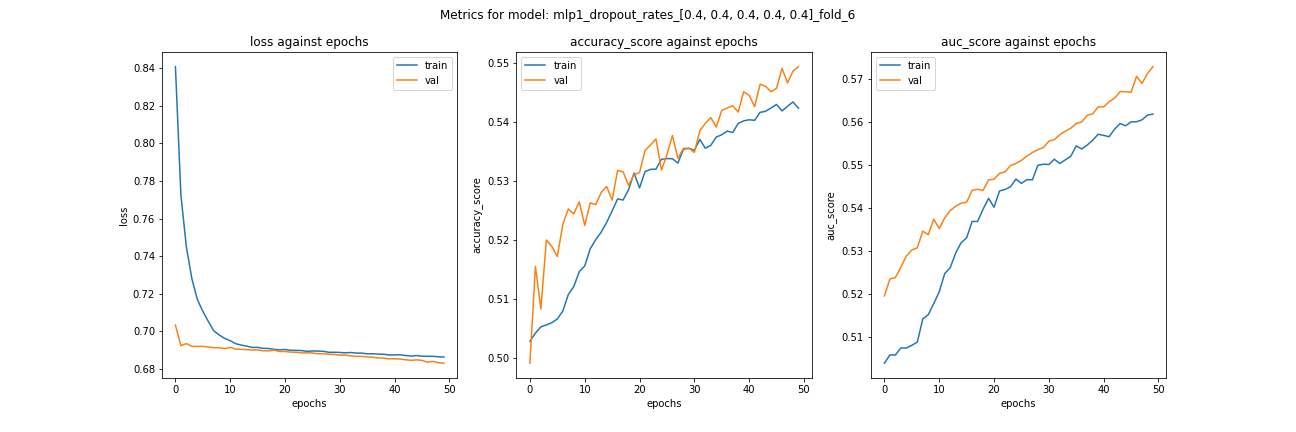 Metrics for model: mlp1_dropout_rates_[0.4, 0.4, 0.4, 0.4, 0.4]_fold_6
loss against epochs
train
val
0.84
0.82
0.80
0.78
0.76
0.74
0.72
0.70
0.68
loss
0 10 20 30 40 50
epochs
accuracy_score against epochs
train
val
0.55
0.54
0.53
0.52
0.51
0.50
accuracy_score
0 10 20 30 40 50
epochs
auc_score against epochs
train
val
0.57
0.56
0.55
0.54
0.53
0.52
0.51
auc_score
0 10 20 30 40 50
epochs